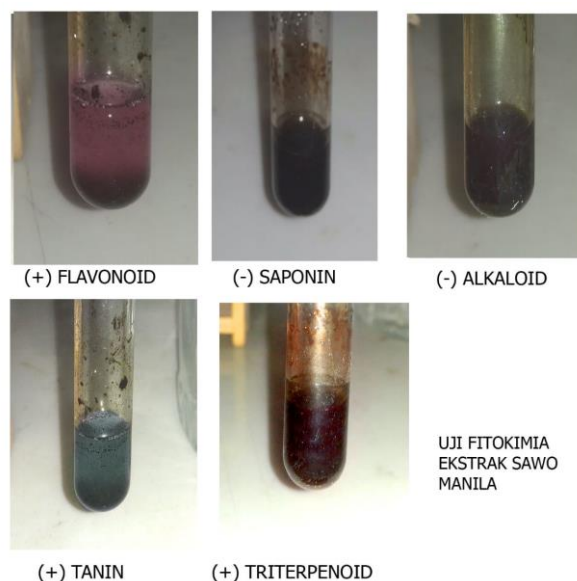 (+) FLAVONOID
(-) SAPONIN
(-) ALKALOID
(+) TANIN
(+) TRITERPENOID
UJI FITOKIMIA
EKSTRAK SAWO
MANILA